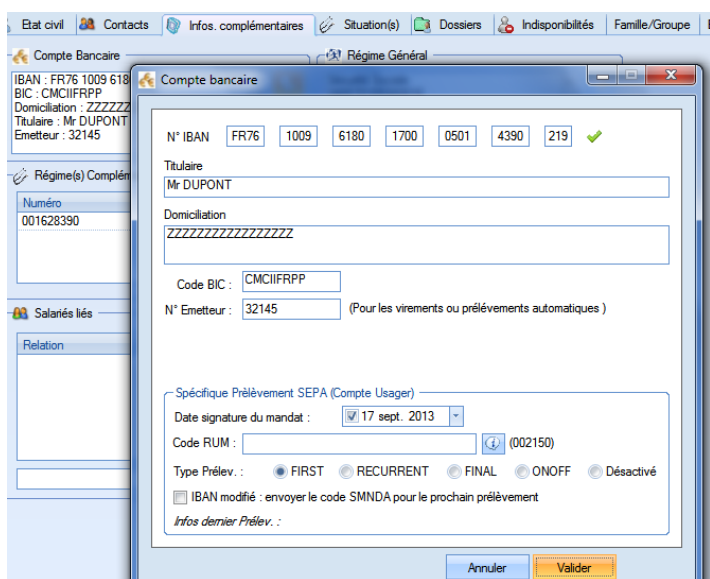 Etat civil Contacts Infos. complémentaires Situation(s) Dossiers Indisponibilités Famille/Groupe
Compte Bancaire Régime Général
IBAN : FR76 1009 618
BIC : CMCIIFRPP
Domiciliation : ZZZZZZ
Titulaire : Mr DUPONT
Emetteur : 32145
Régime(s) Complém
Numéro
001628390
Salariés liés
Relation
Compte bancaire
N° IBAN FR76 1009 6180 1700 0501 4390 219
Titulaire
Mr DUPONT
Domiciliation
ZZZZZZZZZZZZZZZZZ
Code BIC : CMCIIFRPP
N° Emetteur : 32145 (Pour les virements ou prélévements automatiques )
Spécifique Prèlèvement SEPA (Compte Usager)
Date signature du mandat : 17 sept. 2013
Code RUM : (002150)
Type Prélev. : FIRST RECURRENT FINAL ONOFF Désactivé
IBAN modifié : envoyer le code SMNDA pour le prochain prélèvement
Infos dernier Prélev. :
Annuler Valider